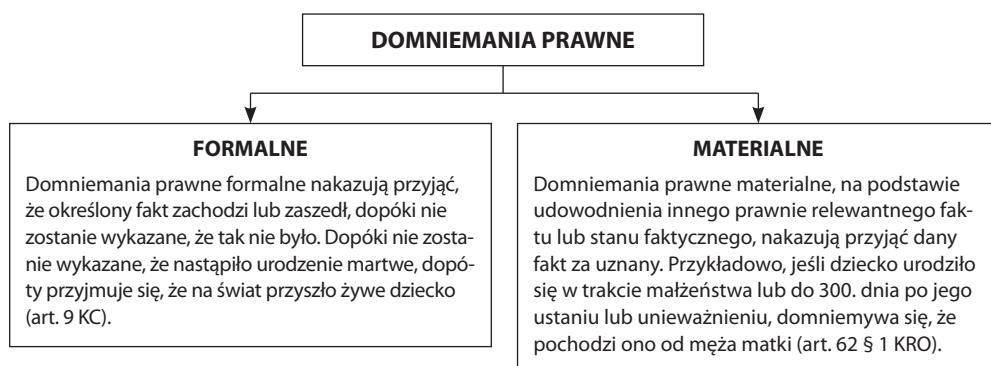 DOMNIEMANIA PRAWNE
FORMALNE
Domniemania prawne formalne nakazują przyjąć,
że określony fakt zachodzi lub zaszedł, dopóki nie
zostanie wykazane, że tak nie było. Dopóki nie zosta-
nie wykazane, że nastąpiło urodzenie martwe, dopó-
ty przyjmuje się, że na świat przyszło żywe dziecko
(art. 9 KC).
MATERIALNE
Domniemania prawne materialne, na podstawie
udowodnienia innego prawnie relewantnego fak-
tu lub stanu faktycznego, nakazują przyjąć dany
fakt za uznany. Przykładowo, jeśli dziecko urodziło
się w trakcie małżeństwa lub do 300. dnia po jego
ustaniu lub unieważnieniu, domniemywa się, że
pochodzi ono od męża matki (art. 62 § 1 KRO).